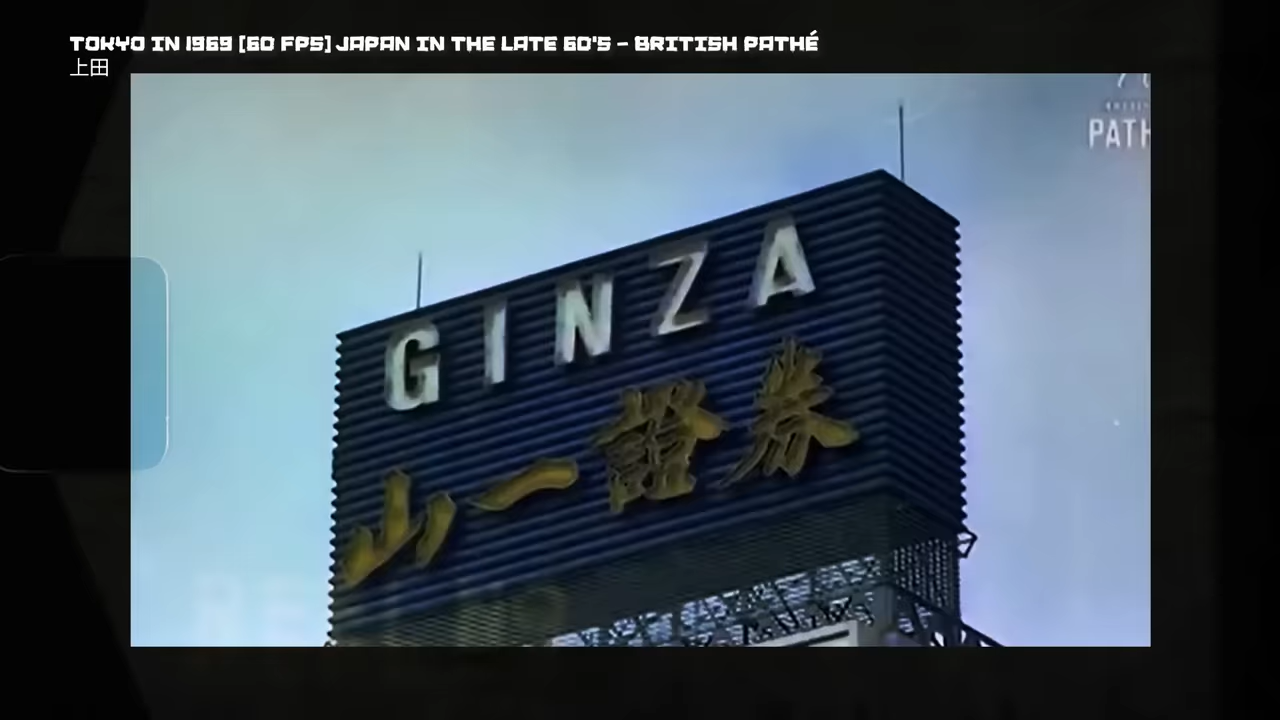 TOKYO IN 1969 [60 FPS] JAPAN IN THE LATE 60'S - BRITISH PATHÉ
上田
PATH
GINZA
山一證券